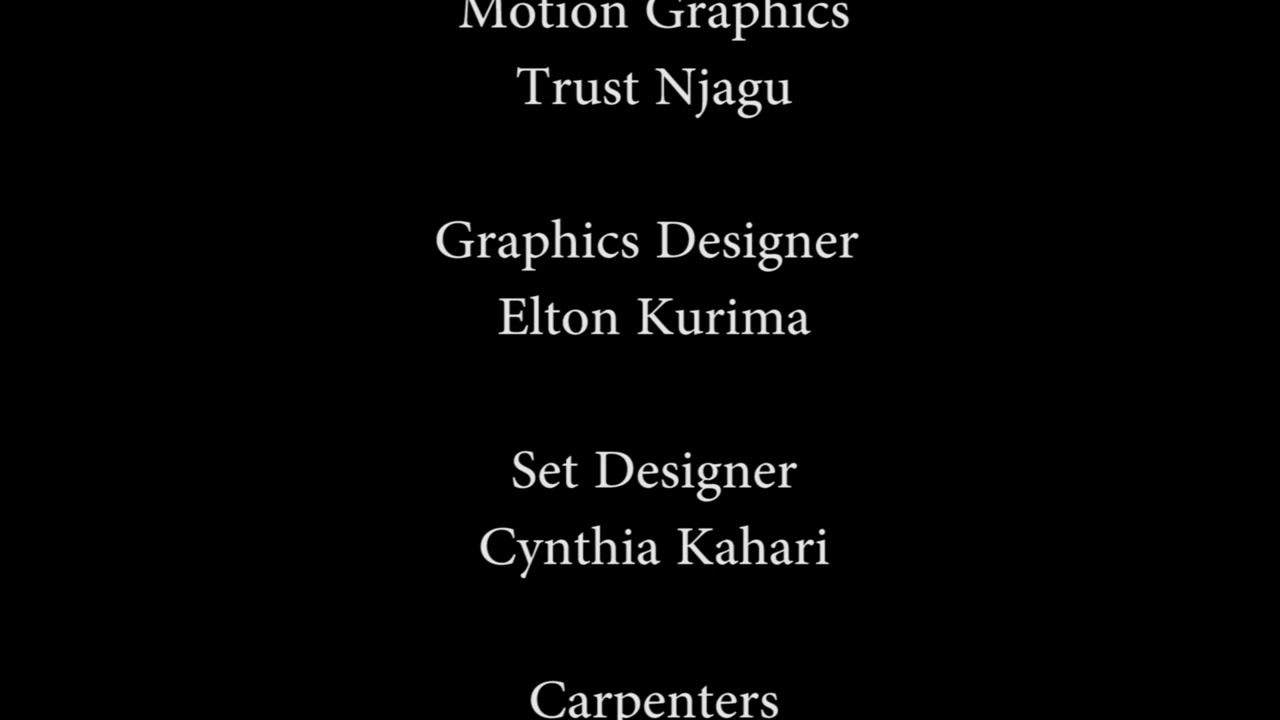 Motion Graphics
Trust Njagu
Graphics Designer
Elton Kurima
Set Designer
Cynthia Kahari
Carpenters